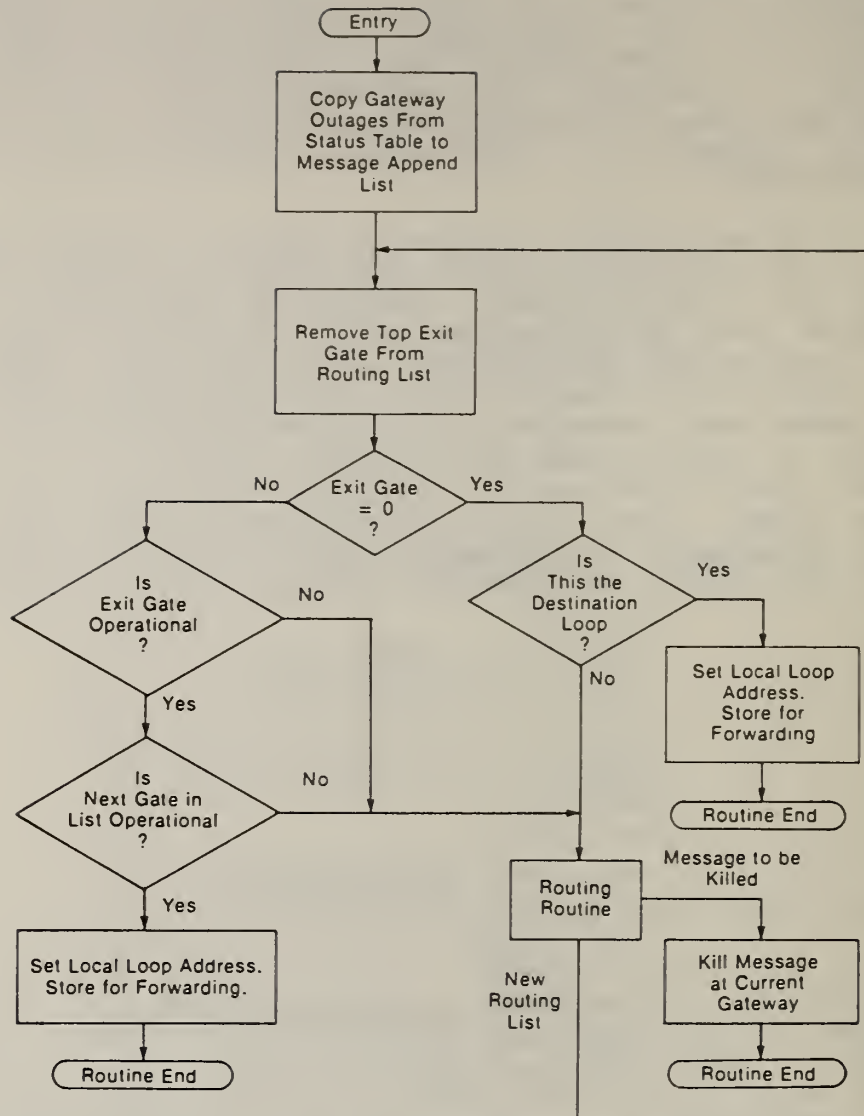 Entry
Copy Gateway
Outages From
Status Table to
Message Append
List
Remove Top Exit
Gate From
Routing List
No
Exit Gate
= 0
?
Yes
Is
Exit Gate
Operational
?
No
Yes
Is
This the
Destination
Loop
?
Yes
No
Set Local Loop
Address.
Store for
Forwarding
Routine End
Is
Next Gate in
List Operational
?
No
Yes
Set Local Loop Address.
Store for Forwarding.
Routine End
Routing
Routine
Message to be
Killed
New
Routing
List
Kill Message
at Current
Gateway
Routine End